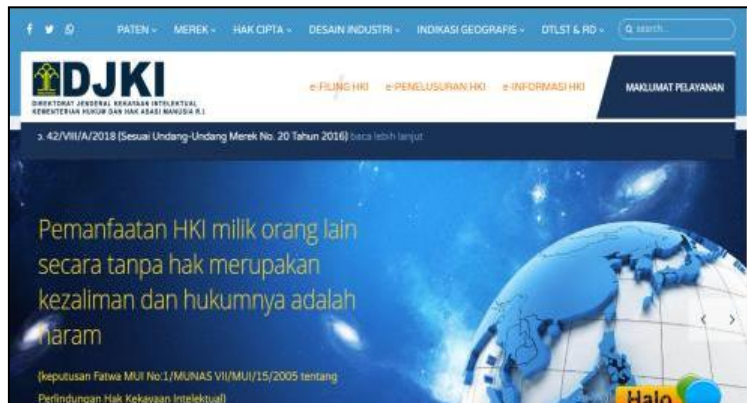 PATEN MEREK HAK CIPTA DESAIN INDUSTRI INDIKASI GEOGRAFIS DTLST & RD Search...
DJKI
DIREKTORAT JENDERAL KEKAYAAN INTELEKTUAL
KEMENTERIAN HUKUM DAN HAK ASASI MANUSIA R.I
e-FILING HKI e-PENELUSURAN HKI e-INFORMASI HKI MAKLUMAT PELAYANAN
o. 42/VIII/A/2018 (Sesuai Undang-Undang Merek No. 20 Tahun 2016) baca lebih lanjut
Pemanfaatan HKI milik orang lain
secara tanpa hak merupakan
kezaliman dan hukumnya adalah
haram
(keputusan Fatwa MUI No:1/MUNAS VII/MUI/15/2005 tentang
Perlindungan Hak Kekayaan Intelektual)
Halo